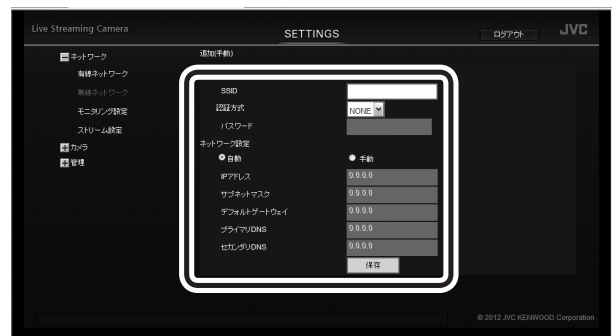 Live Streaming Camera
SETTINGS
ログアウト
JVC
ネットワーク
有線ネットワーク
無線ネットワーク
モニタリング設定
ストリーム設定
カメラ
管理
追加(手動)
SSID
認証方式 NONE
パスワード
ネットワーク設定
自動 手動
IPアドレス 0.0.0.0
サブネットマスク 0.0.0.0
デフォルトゲートウェイ 0.0.0.0
プライマリDNS 0.0.0.0
セカンダリDNS 0.0.0.0
保存
© 2012 JVC KENWOOD Corporation